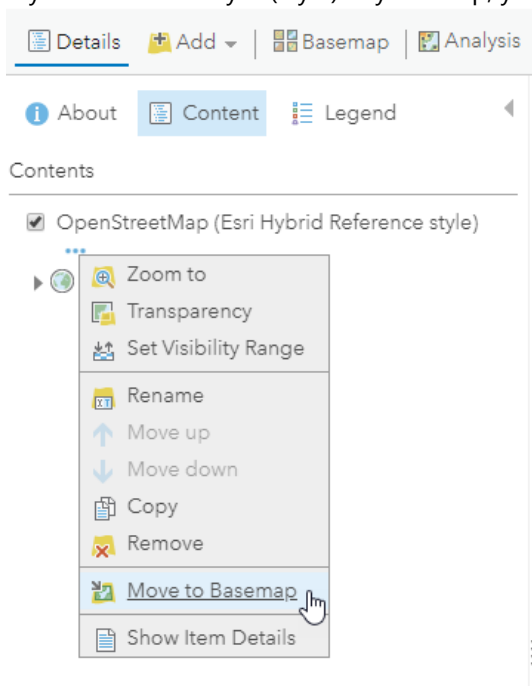 Details Add Basemap Analysis
About Content Legend
Contents
OpenStreetMap (Esri Hybrid Reference style)
Zoom to
Transparency
Set Visibility Range
Rename
Move up
Move down
Copy
Remove
Move to Basemap
Show Item Details